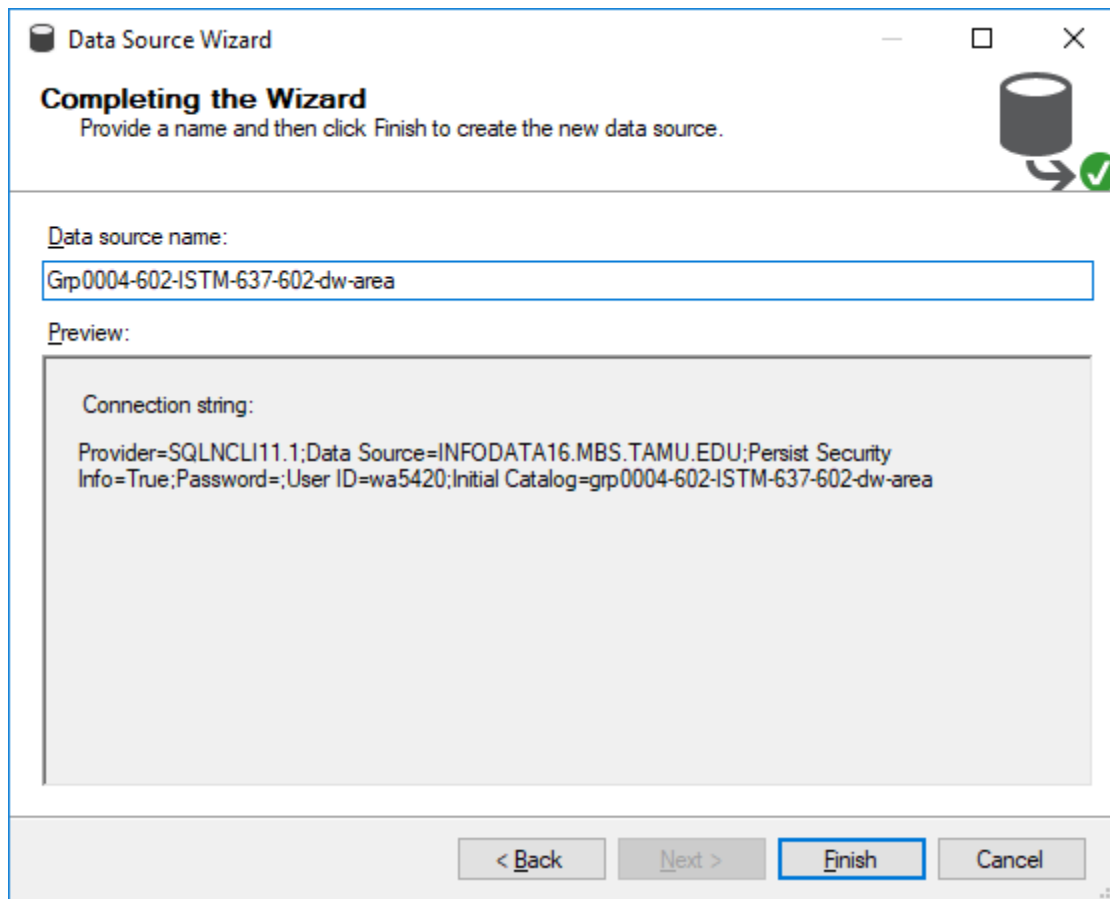 Data Source Wizard
Completing the Wizard
Provide a name and then click Finish to create the new data source.
Data source name:
Grp0004-602-ISTM-637-602-dw-area
Preview:
Connection string:
Provider=SQLNCLI11.1;Data Source=INFODATA16.MBS.TAMU.EDU;Persist Security
Info=True;Password=;User ID=wa5420;Initial Catalog=grp0004-602-ISTM-637-602-dw-area
< Back
Next >
Finish
Cancel